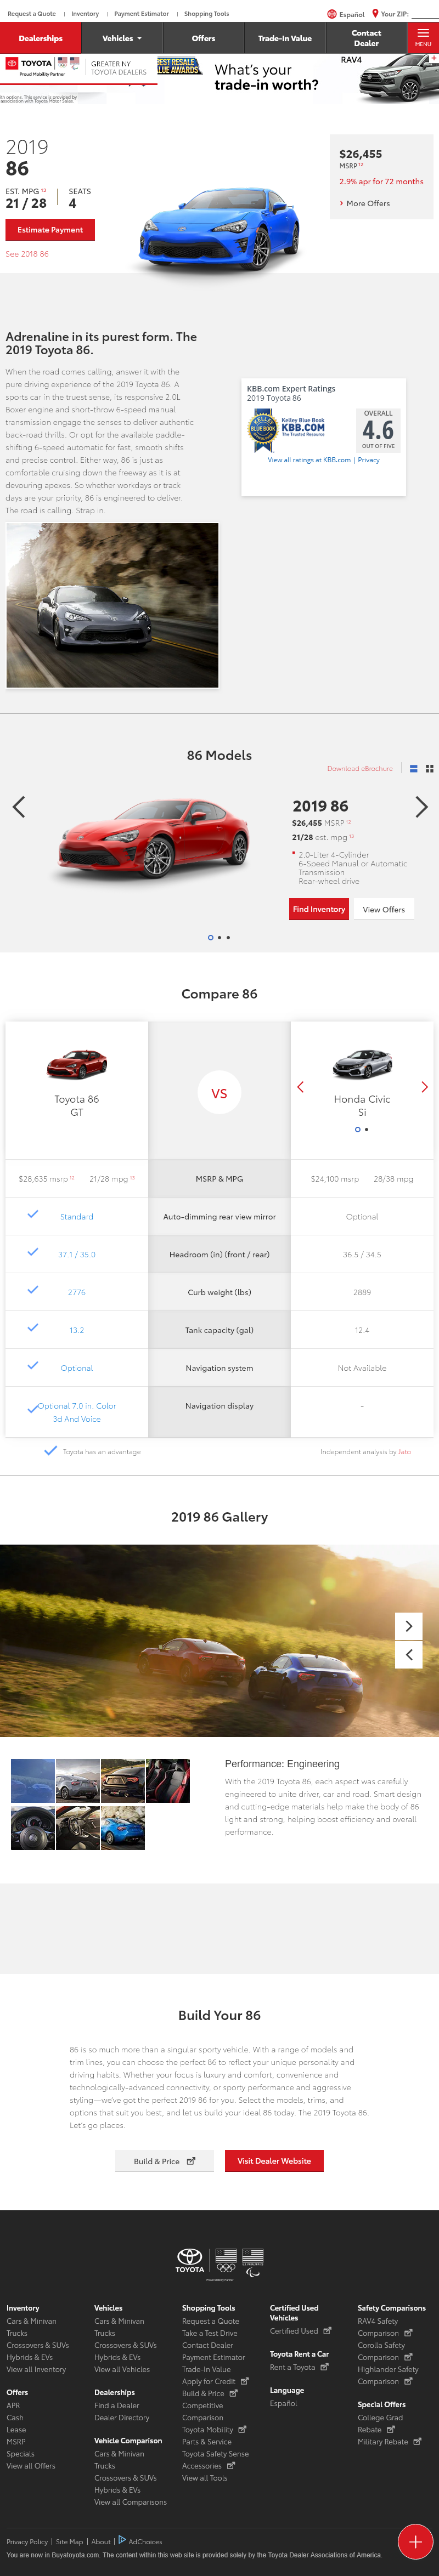 Request a Quote | Inventory | Payment Estimator | Shopping Tools
Español
Your ZIP:
Dealerships
Vehicles
Offers
Trade-In Value
Contact
Dealer
MENU
TOYOTA
Proud Mobility Partner
GREATER NY
TOYOTA DEALERS
BEST RESALE
VALUE AWARDS
What's your
trade-in worth?
RAV4
association with Toyota Motor Sales.
2019
86
EST. MPG 13
21 / 28
SEATS
4
Estimate Payment
See 2018 86
$26,455
MSRP 12
2.9% apr for 72 months
More Offers
Adrenaline in its purest form. The
2019 Toyota 86.
When the road comes calling, answer it with the
pure driving experience of the 2019 Toyota 86. A
sports car in the truest sense, its responsive 2.0L
Boxer engine and short-throw 6-speed manual
transmission engage the senses to deliver authentic
back-road thrills. Or opt for the available paddle-
shifting 6-speed automatic for fast, smooth shifts
and precise control. Either way, 86 is just as
comfortable cruising down the freeway as it is at
devouring apexes. So whether workdays or track
days are your priority, 86 is engineered to deliver.
The road is calling. Strap in.
KBB.com Expert Ratings
2019 Toyota 86
Kelley Blue Book
KBB.COM
The Trusted Resource
OVERALL
4.6
OUT OF FIVE
View all ratings at KBB.com | Privacy
86 Models
Download eBrochure
2019 86
$26,455 MSRP 12
21/28 est. mpg 13
2.0-Liter 4-Cylinder
6-Speed Manual or Automatic
Transmission
Rear-wheel drive
Find Inventory
View Offers
Compare 86
Toyota 86
GT
VS
Honda Civic
Si
$28,635 msrp 12 21/28 mpg 13
MSRP & MPG
$24,100 msrp 28/38 mpg
Standard
Auto-dimming rear view mirror
Optional
37.1 / 35.0
Headroom (in) (front / rear)
36.5 / 34.5
2776
Curb weight (lbs)
2889
13.2
Tank capacity (gal)
12.4
Optional
Navigation system
Not Available
Optional 7.0 in. Color
3d And Voice
Navigation display
-
Toyota has an advantage
Independent analysis by Jato
2019 86 Gallery
Performance: Engineering
With the 2019 Toyota 86, each aspect was carefully
engineered to unite driver, car and road. Smart design
and cutting-edge materials help make the body of 86
light and strong, helping boost efficiency and overall
performance.
Build Your 86
86 is so much more than a singular sporty vehicle. With a range of models and
trim lines, you can choose the perfect 86 to reflect your unique personality and
driving habits. Whether your focus is luxury and comfort, convenient and
technologically-advanced connectivity, or sporty performance and aggressive
styling—we've got the perfect 2019 86 for you. Select the models, trims, and
options that suit you best, and let us build your ideal 86 today. The 2019 Toyota 86.
Let's go places.
Build & Price
Visit Dealer Website
TOYOTA
Proud Mobility Partner
Inventory
Cars & Minivan
Trucks
Crossovers & SUVs
Hybrids & EVs
View all Inventory
Offers
APR
Cash
Lease
MSRP
Specials
View all Offers
Vehicles
Cars & Minivan
Trucks
Crossovers & SUVs
Hybrids & EVs
View all Vehicles
Dealerships
Find a Dealer
Dealer Directory
Vehicle Comparison
Cars & Minivan
Trucks
Crossovers & SUVs
Hybrids & EVs
View all Comparisons
Shopping Tools
Request a Quote
Take a Test Drive
Contact Dealer
Payment Estimator
Trade-In Value
Apply for Credit
Build & Price
Competitive
Comparison
Toyota Mobility
Parts & Service
Toyota Safety Sense
Accessories
View all Tools
Certified Used
Vehicles
Certified Used
Toyota Rent a Car
Rent a Toyota
Language
Español
Safety Comparisons
RAV4 Safety
Comparison
Corolla Safety
Comparison
Highlander Safety
Comparison
Special Offers
College Grad
Rebate
Military Rebate
Privacy Policy | Site Map | About | AdChoices
You are now in Buyatoyota.com. The content within this web site is provided solely by the Toyota Dealer Associations of America.